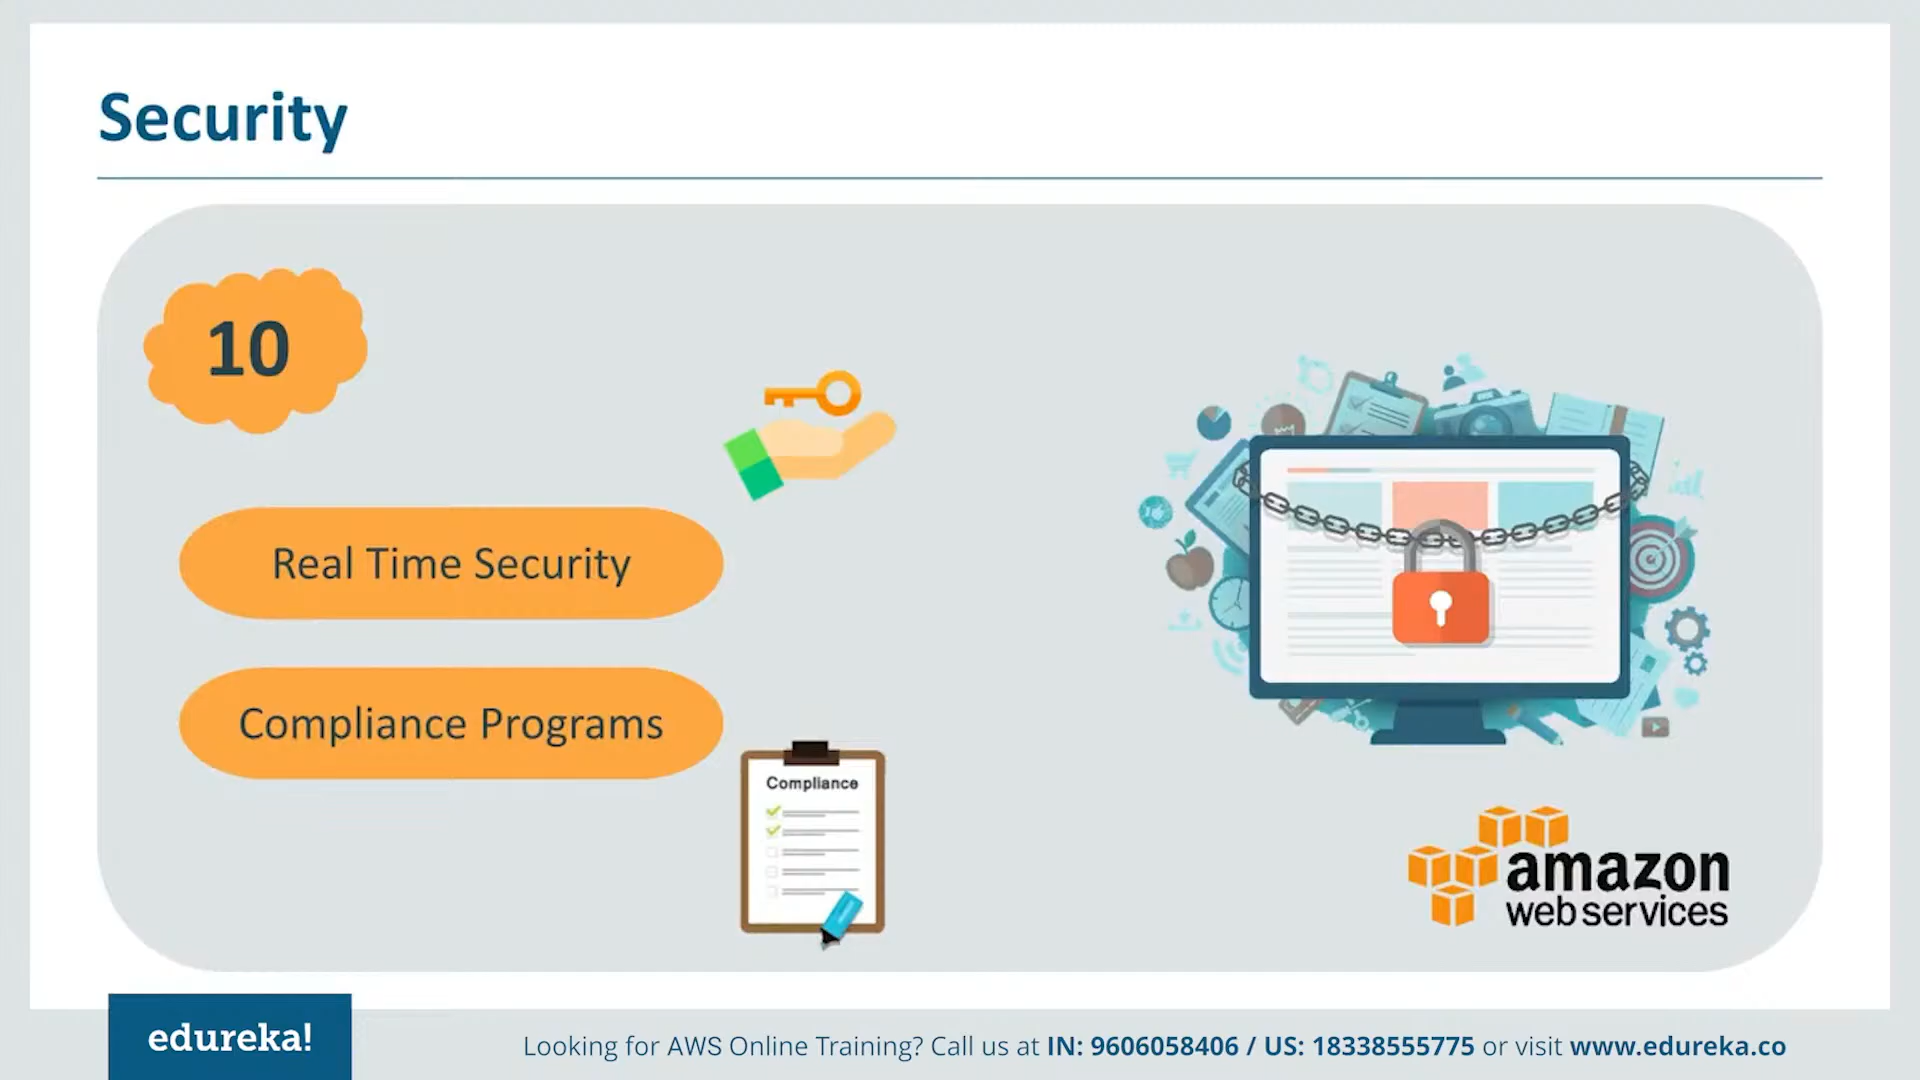 Security
10
Real Time Security
Compliance Programs
Compliance
amazon
web services
edureka!
Looking for AWS Online Training? Call us at IN: 9606058406 / US: 18338555775 or visit www.edureka.co